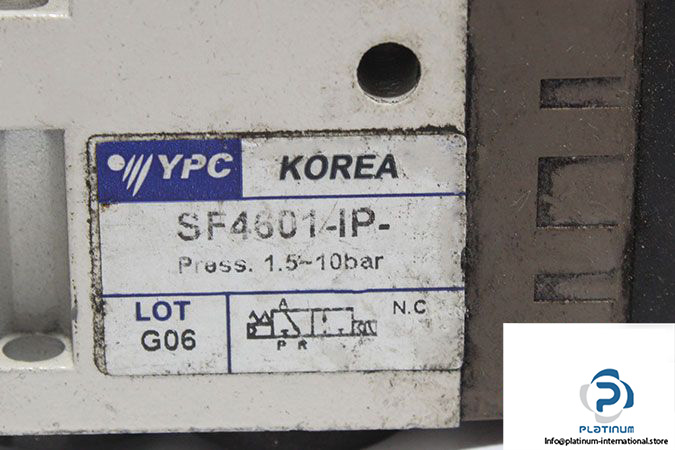 YPC KOREA
SF4601-IP-
Press. 1.5~10bar
LOT
G06
N.C
A
P R
PLATINUM
Info@platinum-international.store